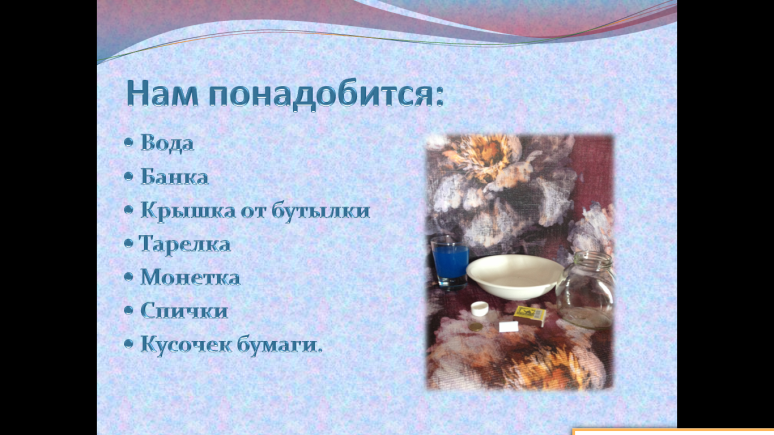 Нам понадобится:
• Вода
• Банка
• Крышка от бутылки
• Тарелка
• Монетка
• Спички
• Кусочек бумаги.